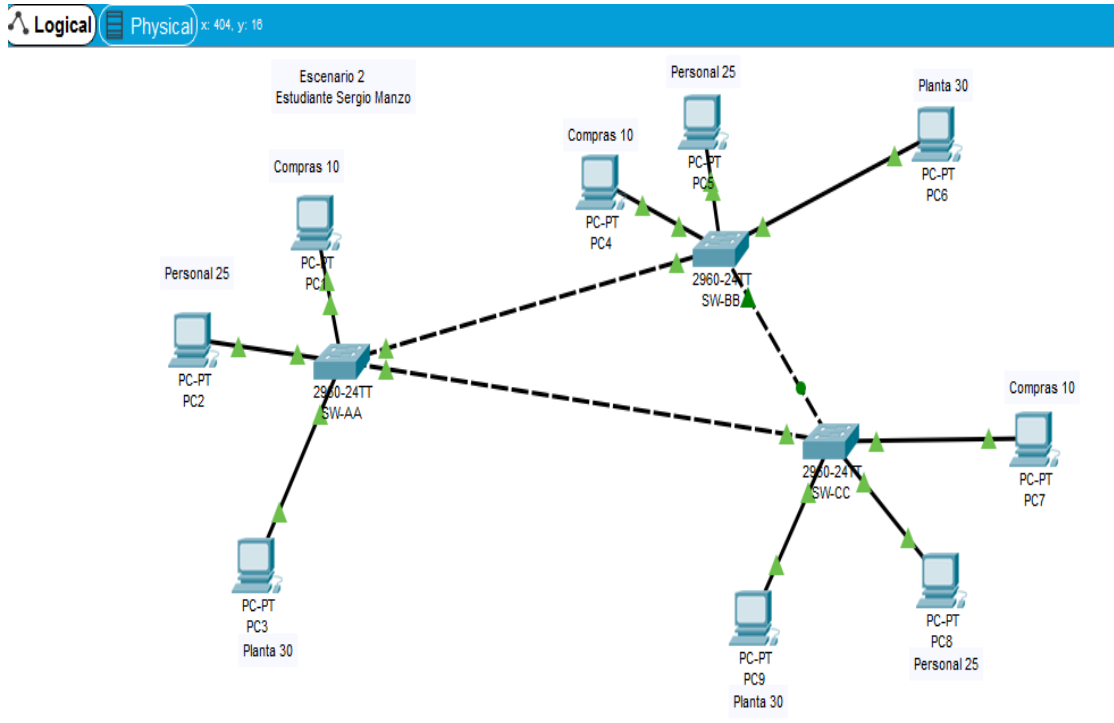 Logical Physical x: 404, y: 16
Escenario 2
Estudiante Sergio Manzo
Personal 25
Planta 30
Compras 10
PC-PT
PC5
PC-PT
PC6
PC-PT
PC4
Compras 10
PC-PT
PC1
2960-24TT
SW-BB
Personal 25
PC-PT
PC2
2960-24TT
SW-AA
Compras 10
PC-PT
PC7
2960-24TT
SW-CC
PC-PT
PC3
Planta 30
PC-PT
PC8
Personal 25
PC-PT
PC9
Planta 30